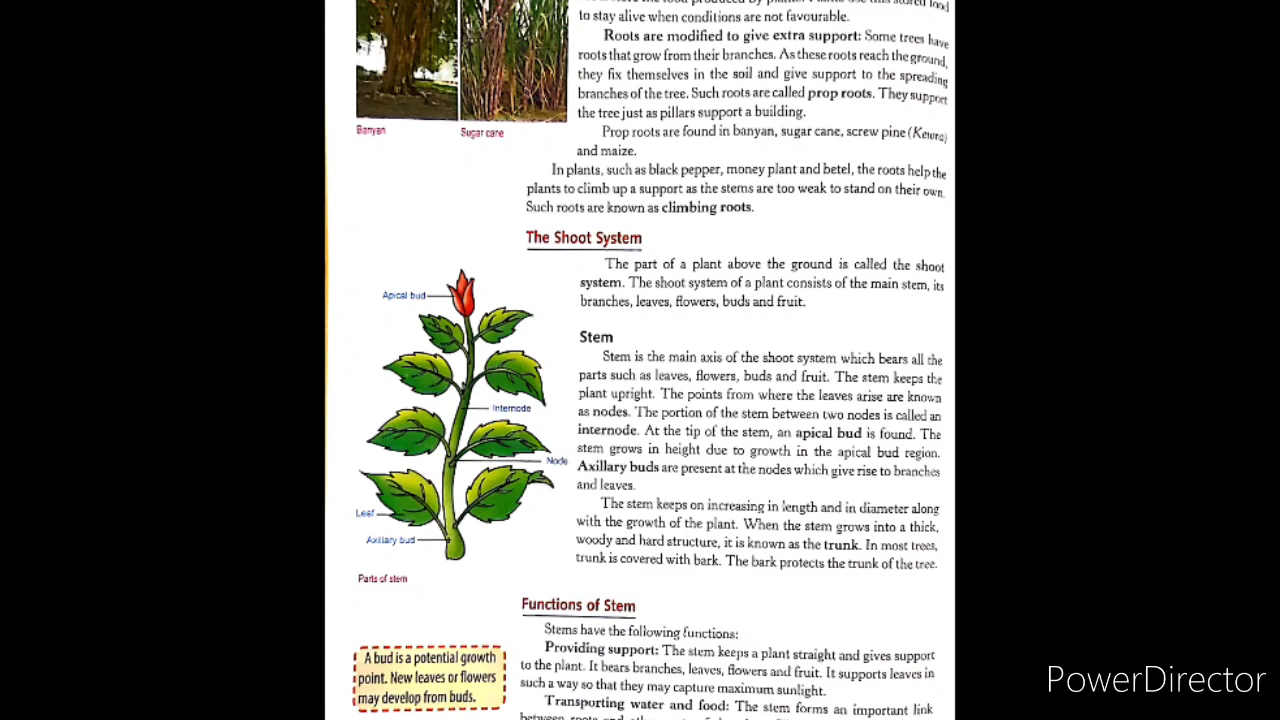 to stay alive when conditions are not favourable.
Roots are modified to give extra support: Some trees have
roots that grow from their branches. As these roots reach the ground,
they fix themselves in the soil and give support to the spreading
branches of the tree. Such roots are called prop roots. They support
the tree just as pillars support a building.
Prop roots are found in banyan, sugar cane, screw pine (Kewra)
and maize.
Banyan
Sugar cane
In plants, such as black pepper, money plant and betel, the roots help the
plants to climb up a support as the stems are too weak to stand on their own.
Such roots are known as climbing roots.
The Shoot System
The part of a plant above the ground is called the shoot
system. The shoot system of a plant consists of the main stem, its
branches, leaves, flowers, buds and fruit.
Apical bud
Internode
Node
Leaf
Axillary bud
Parts of stem
Stem
Stem is the main axis of the shoot system which bears all the
parts such as leaves, flowers, buds and fruit. The stem keeps the
plant upright. The points from where the leaves arise are known
as nodes. The portion of the stem between two nodes is called an
internode. At the tip of the stem, an apical bud is found. The
stem grows in height due to growth in the apical bud region.
Axillary buds are present at the nodes which give rise to branches
and leaves.
The stem keeps on increasing in length and in diameter along
with the growth of the plant. When the stem grows into a thick,
woody and hard structure, it is known as the trunk. In most trees,
trunk is covered with bark. The bark protects the trunk of the tree.
Functions of Stem
Stems have the following functions:
Providing support: The stem keeps a plant straight and gives support
to the plant. It bears branches, leaves, flowers and fruit. It supports leaves in
such a way so that they may capture maximum sunlight.
Transporting water and food: The stem forms an important link
A bud is a potential growth
point. New leaves or flowers
may develop from buds.
PowerDirector